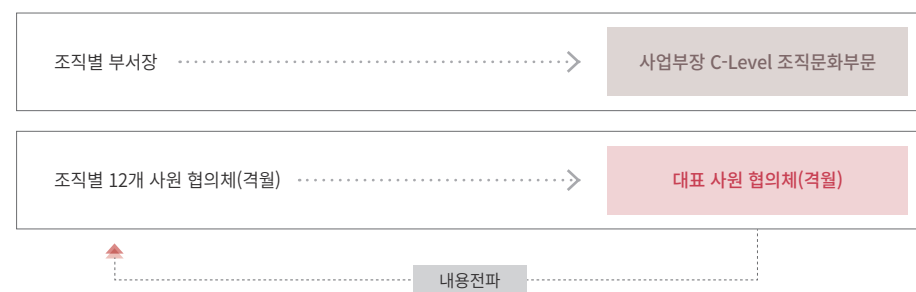 조직별 부서장
사업부장 C-Level 조직문화부문
조직별 12개 사원 협의체(격월)
대표 사원 협의체(격월)
내용전파